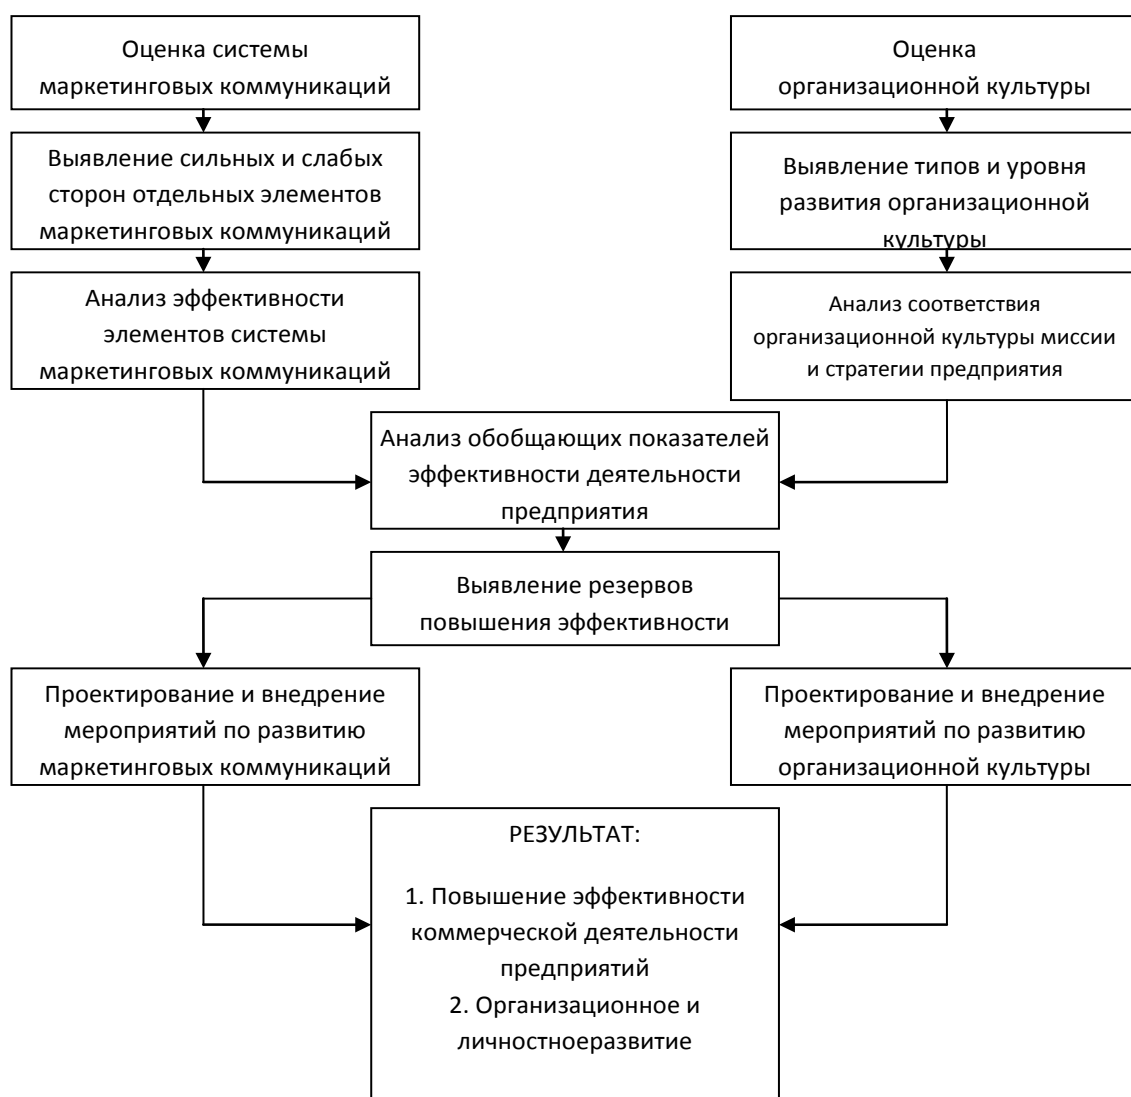 Оценка системы
маркетинговых коммуникаций
Оценка
организационной культуры
Выявление сильных и слабых
сторон отдельных элементов
маркетинговых коммуникаций
Выявление типов и уровня
развития организационной
культуры
Анализ эффективности
элементов системы
маркетинговых коммуникаций
Анализ соответствия
организационной культуры миссии
и стратегии предприятия
Анализ обобщающих показателей
эффективности деятельности
предприятия
Выявление резервов
повышения эффективности
Проектирование и внедрение
мероприятий по развитию
маркетинговых коммуникаций
Проектирование и внедрение
мероприятий по развитию
организационной культуры
РЕЗУЛЬТАТ:
1. Повышение эффективности
коммерческой деятельности
предприятий
2. Организационное и
личностноеразвитие